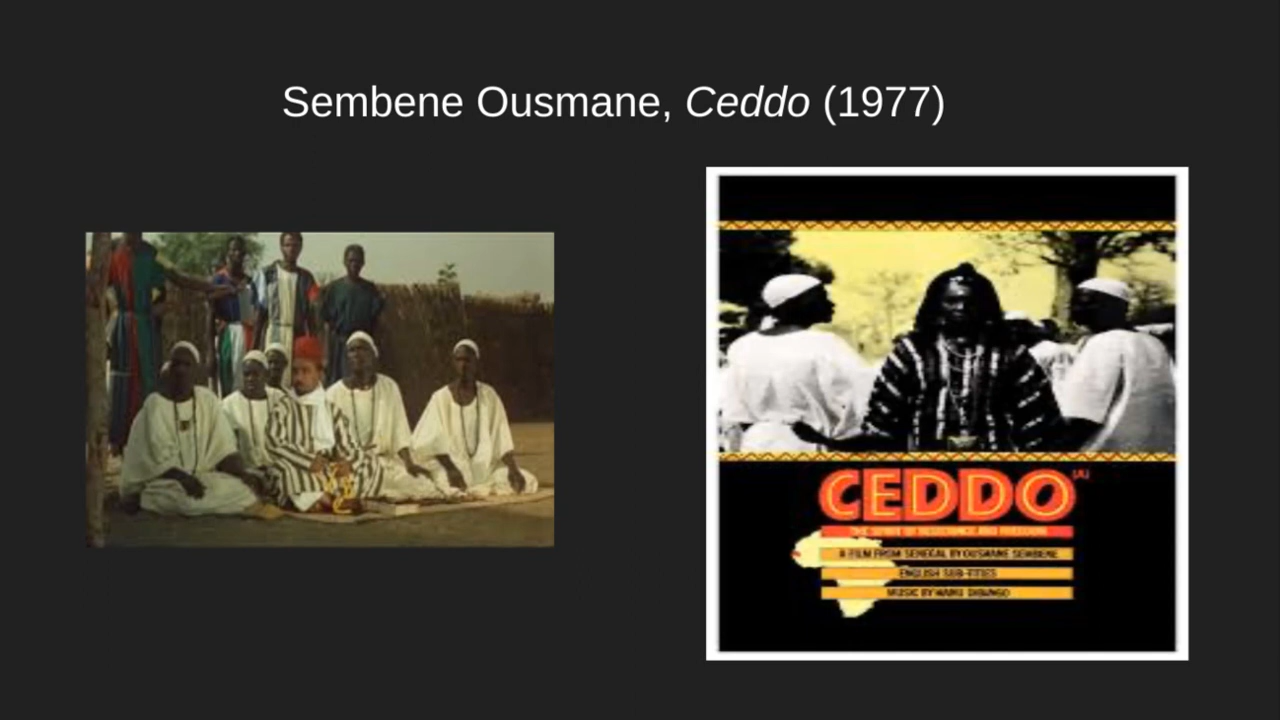 Sembene Ousmane, Ceddo (1977)
CEDDO
A FILM FROM SENEGAL BY OUSMANE SEMBENE
ENGLISH SUB-TITLES
MUSIC BY MANU DIBANGO